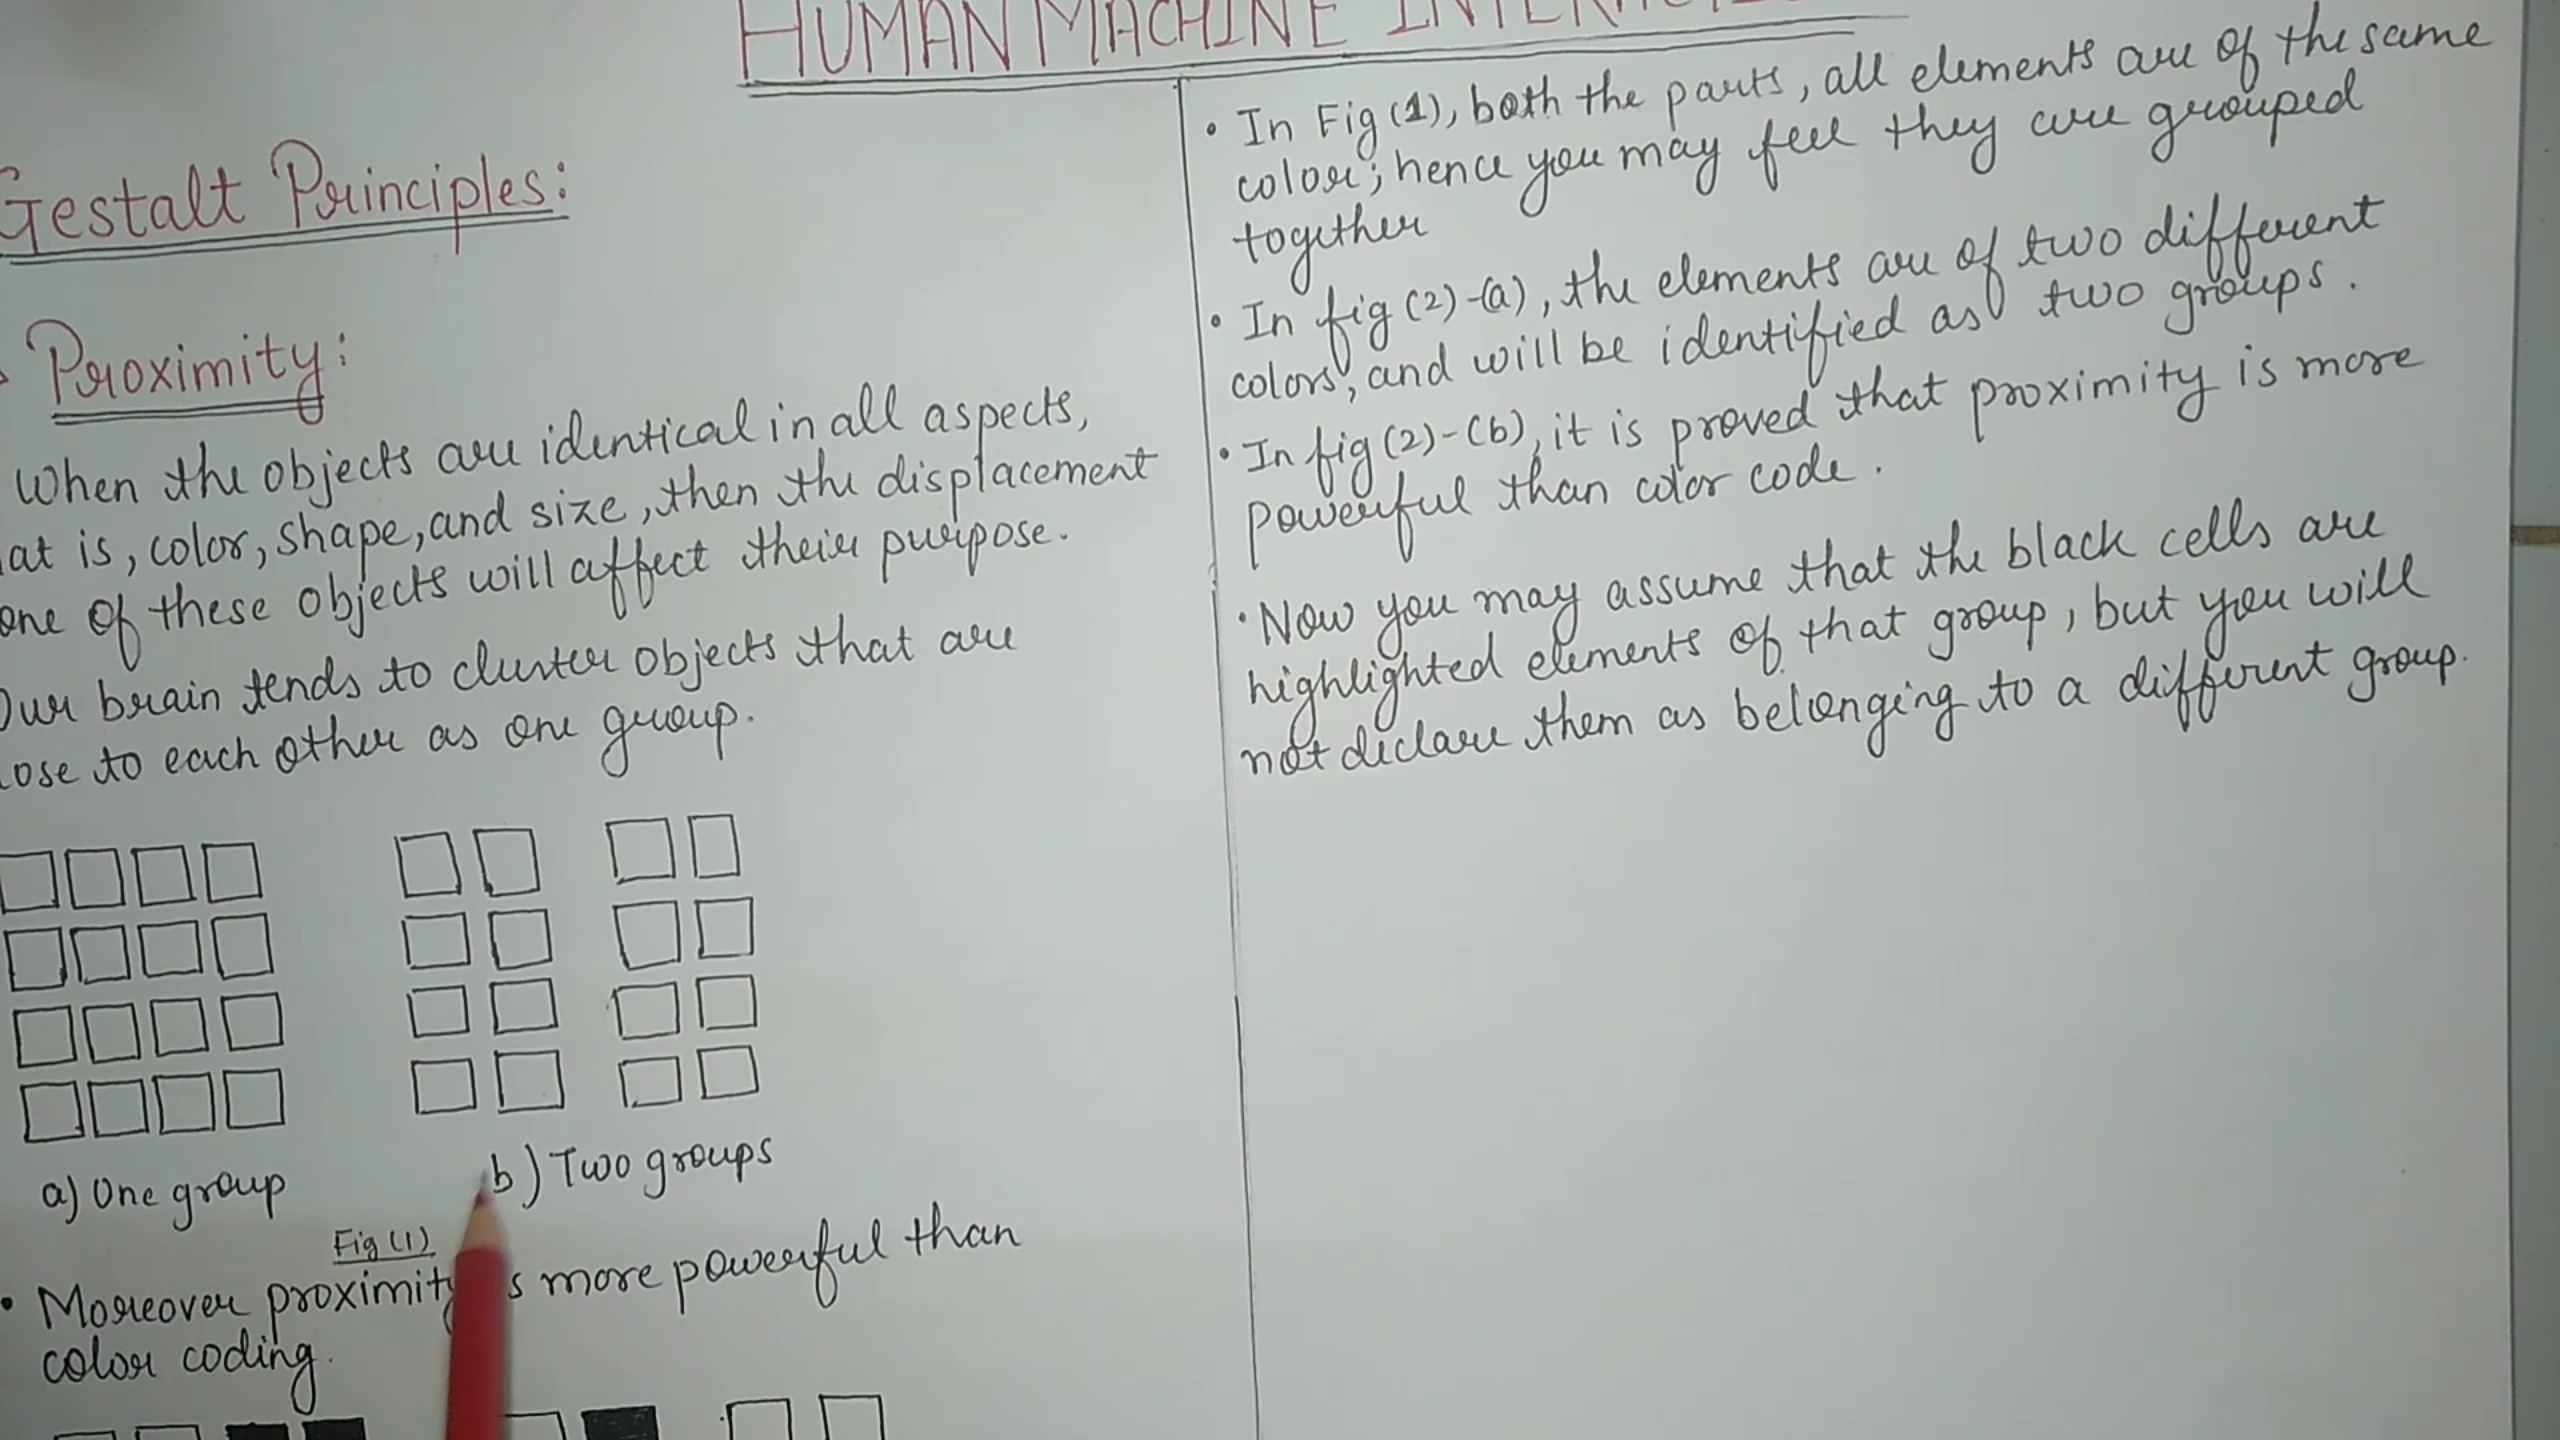 HUMAN MACHINE
Gestalt Principles:
Proximity:
When the objects are identical in all aspects,
at is, color, shape, and size, then the displacement
one of these objects will affect their purpose.
Our brain tends to cluster objects that are
ose to each other as one group.
a) One group
b) Two groups
Fig (1)
• Moreover proximity s more powerful than
color coding.
• In Fig (1), both the parts, all elements are of the same
color; hence you may feel they are grouped
together
• In fig (2)-(a), the elements are of two different
colors, and will be identified as two groups.
• In fig (2)-(b), it is proved that proximity is more
powerful than color code.
• Now you may assume that the black cells are
highlighted elements of that group, but you will
not declare them as belonging to a different group.